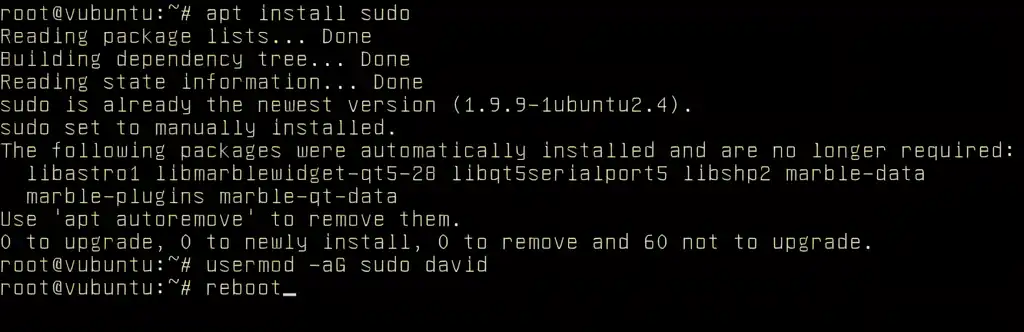 root@vubuntu:~# apt install sudo
Reading package lists... Done
Building dependency tree... Done
Reading state information... Done
sudo is already the newest version (1.9.9-1ubuntu2.4).
sudo set to manually installed.
The following packages were automatically installed and are no longer required:
  libastro1 libmarblewidget-qt5-28 libqt5serialport5 libshp2 marble-data
  marble-plugins marble-qt-data
Use 'apt autoremove' to remove them.
0 to upgrade, 0 to newly install, 0 to remove and 60 not to upgrade.
root@vubuntu:~# usermod -aG sudo david
root@vubuntu:~# reboot_